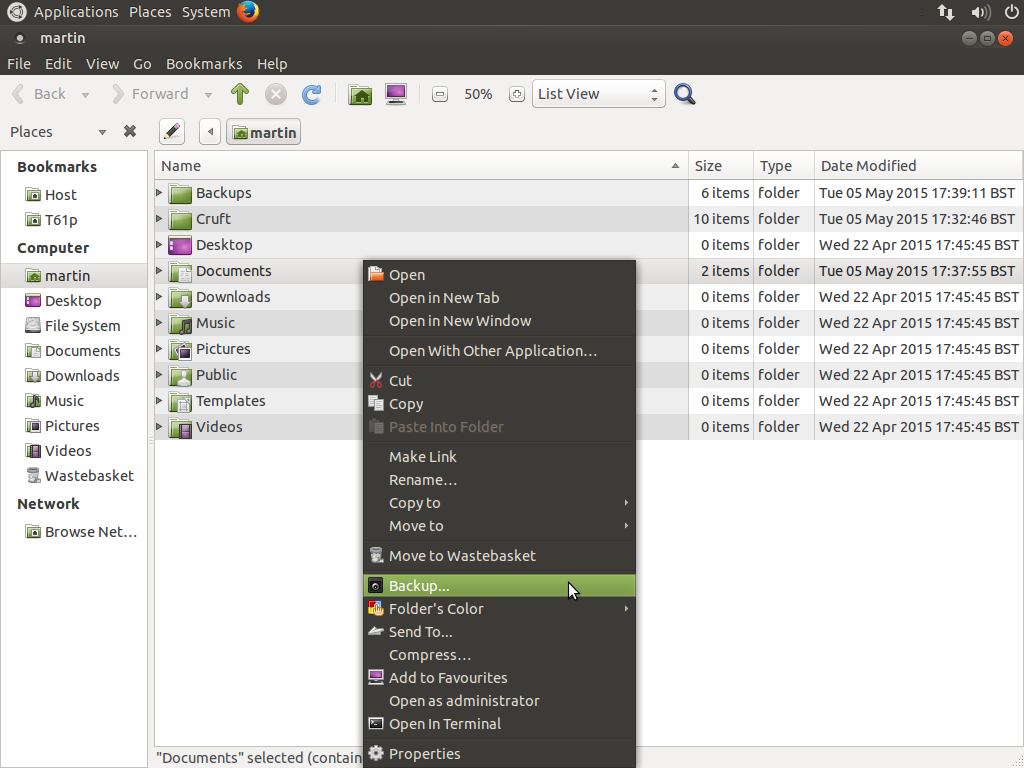 Applications Places System
martin
File Edit View Go Bookmarks Help
Back Forward 50% List View
Places martin
Bookmarks
Host
T61p
Computer
martin
Desktop
File System
Documents
Downloads
Music
Pictures
Videos
Wastebasket
Network
Browse Net…
Name Size Type Date Modified
Backups 6 items folder Tue 05 May 2015 17:39:11 BST
Cruft 10 items folder Tue 05 May 2015 17:32:46 BST
Desktop 0 items folder Wed 22 Apr 2015 17:45:45 BST
Documents 2 items folder Tue 05 May 2015 17:37:55 BST
Downloads 0 items folder Wed 22 Apr 2015 17:45:45 BST
Music 0 items folder Wed 22 Apr 2015 17:45:45 BST
Pictures 0 items folder Wed 22 Apr 2015 17:45:45 BST
Public 0 items folder Wed 22 Apr 2015 17:45:45 BST
Templates 0 items folder Wed 22 Apr 2015 17:45:45 BST
Videos 0 items folder Wed 22 Apr 2015 17:45:45 BST
Open
Open in New Tab
Open in New Window
Open With Other Application…
Cut
Copy
Paste Into Folder
Make Link
Rename…
Copy to
Move to
Move to Wastebasket
Backup...
Folder's Color
Send To...
Compress…
Add to Favourites
Open as administrator
Open In Terminal
Properties
"Documents" selected (contain